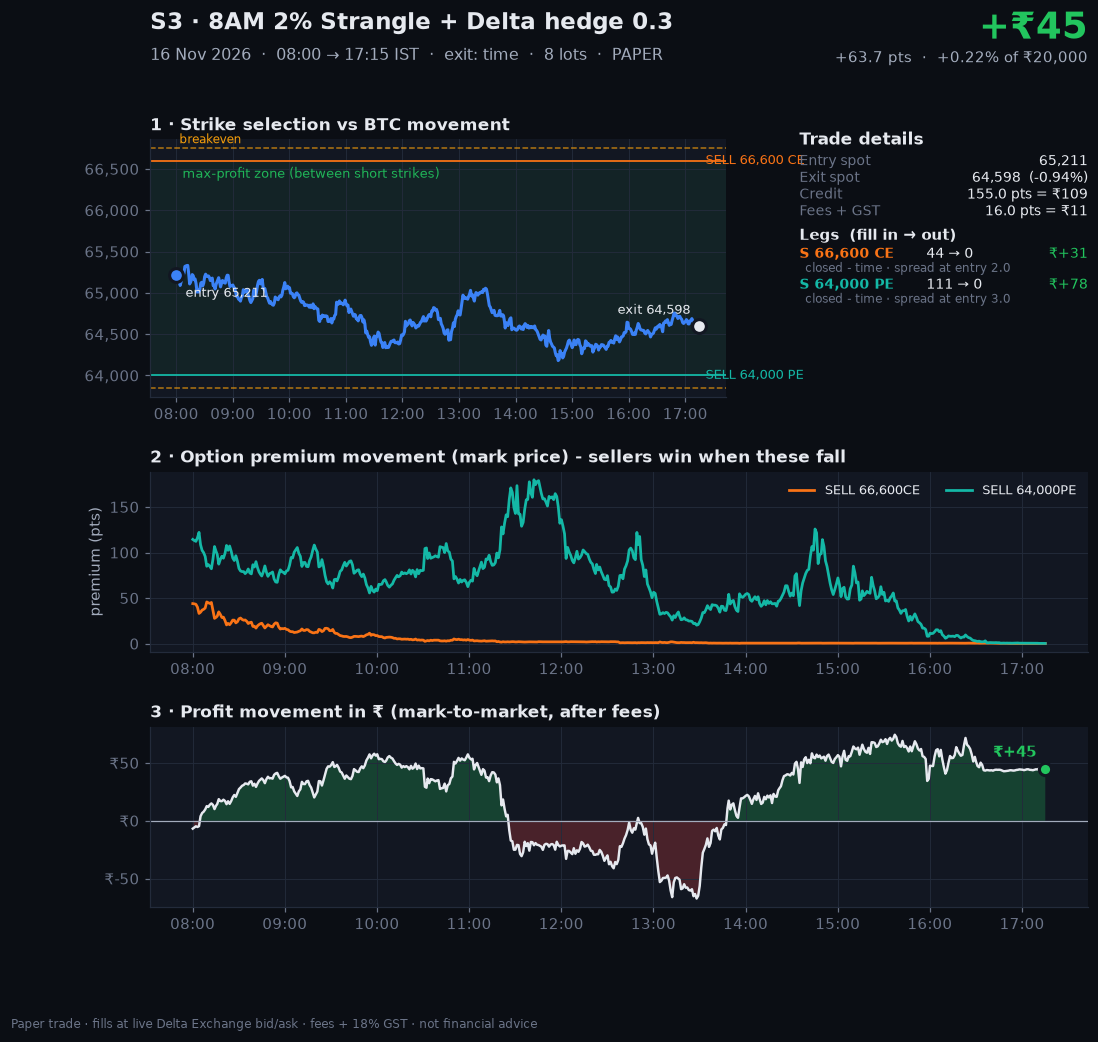 S3 · 8AM 2% Strangle + Delta hedge 0.3
+₹45
16 Nov 2026 · 08:00 → 17:15 IST · exit: time · 8 lots · PAPER
+63.7 pts · +0.22% of ₹20,000
1 · Strike selection vs BTC movement
breakeven
SELL 66,600 CE
max-profit zone (between short strikes)
entry 65,211
exit 64,598
SELL 64,000 PE
66,500
66,000
65,500
65,000
64,500
64,000
08:00 09:00 10:00 11:00 12:00 13:00 14:00 15:00 16:00 17:00
Trade details
Entry spot 65,211
Exit spot 64,598 (-0.94%)
Credit 155.0 pts = ₹109
Fees + GST 16.0 pts = ₹11
Legs (fill in → out)
S 66,600 CE 44 → 0 ₹+31
closed - time · spread at entry 2.0
S 64,000 PE 111 → 0 ₹+78
closed - time · spread at entry 3.0
2 · Option premium movement (mark price) - sellers win when these fall
SELL 66,600CE SELL 64,000PE
premium (pts)
150
100
50
0
08:00 09:00 10:00 11:00 12:00 13:00 14:00 15:00 16:00 17:00
3 · Profit movement in ₹ (mark-to-market, after fees)
₹+45
₹50
₹0
₹-50
08:00 09:00 10:00 11:00 12:00 13:00 14:00 15:00 16:00 17:00
Paper trade · fills at live Delta Exchange bid/ask · fees + 18% GST · not financial advice